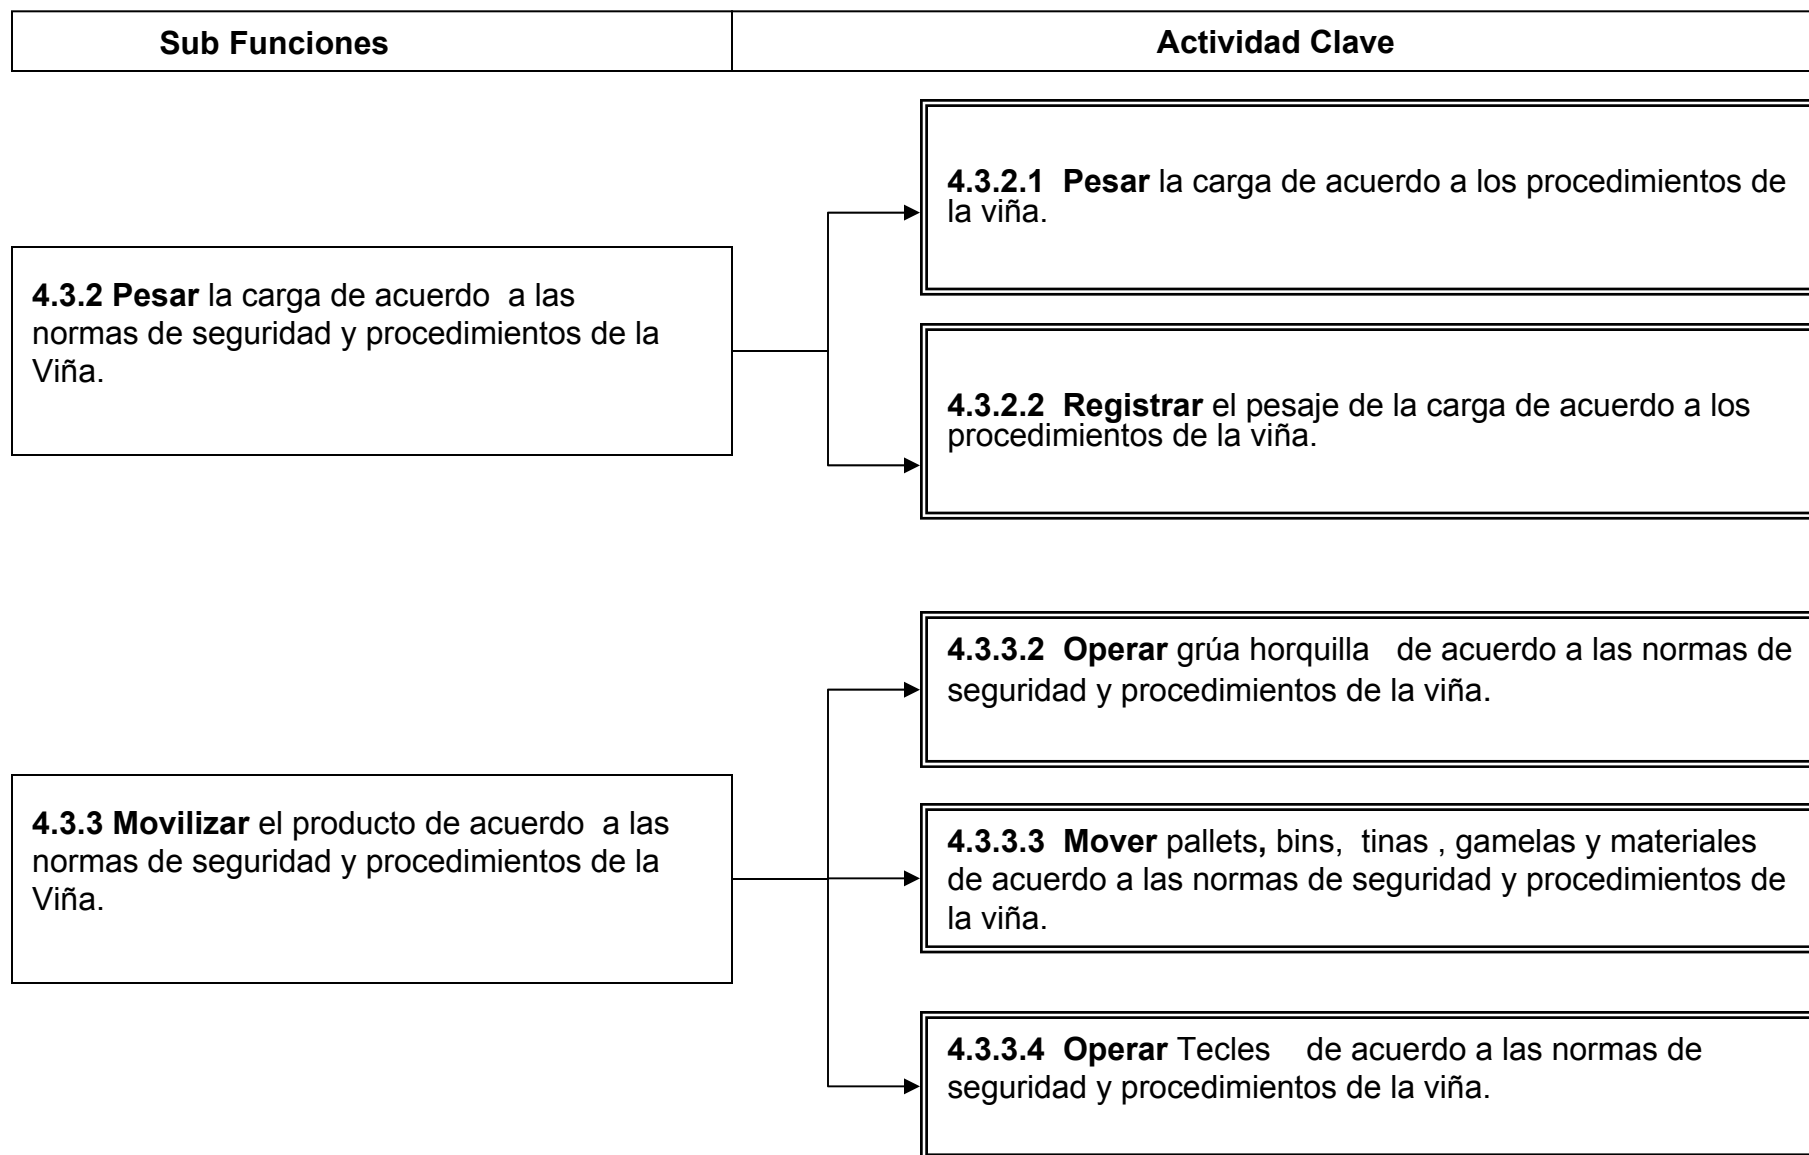 Sub Funciones
Actividad Clave
4.3.2 Pesar la carga de acuerdo  a las
normas de seguridad y procedimientos de la
Viña.
4.3.2.1  Pesar la carga de acuerdo a los procedimientos de
la viña.
4.3.2.2  Registrar el pesaje de la carga de acuerdo a los
procedimientos de la viña.
4.3.3 Movilizar el producto de acuerdo  a las
normas de seguridad y procedimientos de la
Viña.
4.3.3.2  Operar grúa horquilla   de acuerdo a las normas de
seguridad y procedimientos de la viña.
4.3.3.3  Mover pallets, bins,  tinas , gamelas y materiales
de acuerdo a las normas de seguridad y procedimientos de
la viña.
4.3.3.4  Operar Tecles    de acuerdo a las normas de
seguridad y procedimientos de la viña.